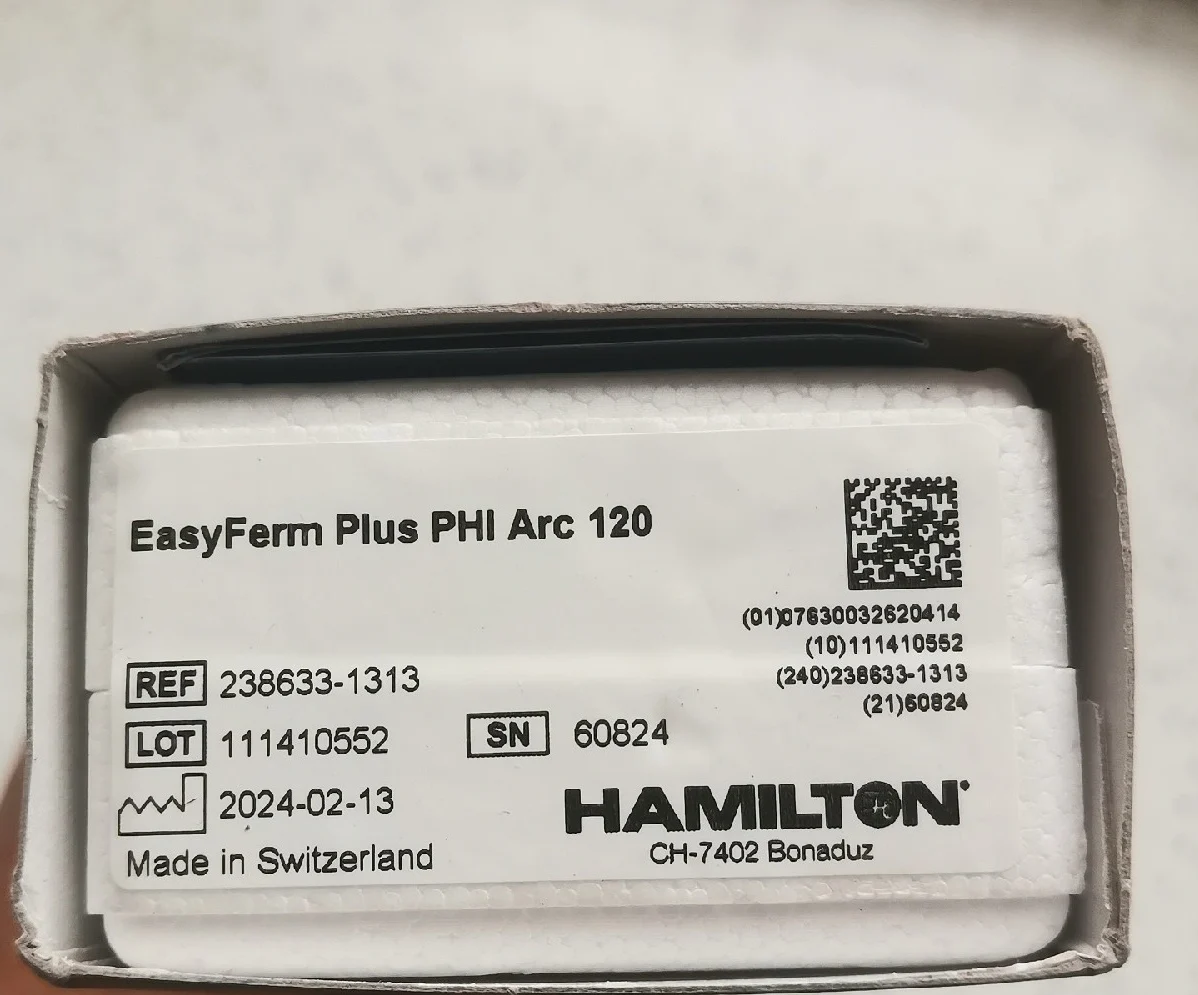 EasyFerm Plus PHI Arc 120
(01)07630032620414
(10)111410552
(240)238633-1313
(21)60824
REF 238633-1313
LOT 111410552
SN 60824
2024-02-13
Made in Switzerland
HAMILTON
CH-7402 Bonaduz